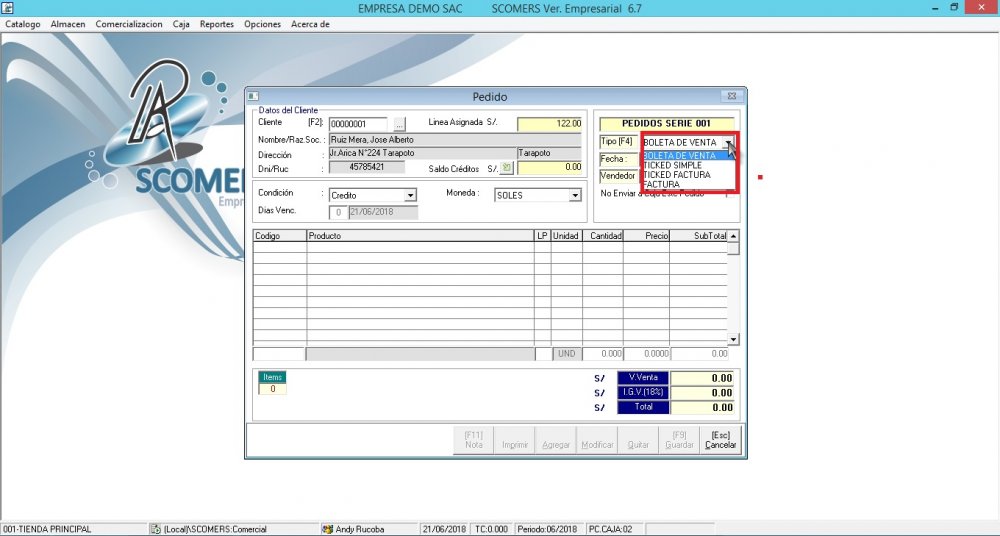 EMPRESA DEMO SAC SCOMERS Ver. Empresarial 6.7
Catalogo Almacen Comercializacion Caja Reportes Opciones Acerca de
Pedido
Datos del Cliente
Cliente [F2]: 00000001 ... Linea Asignada S/. 122.00
Nombre/Raz.Soc. : Ruiz Mera, Jose Alberto
Dirección : Jr.Arica N°224 Tarapoto Tarapoto
Dni/Ruc : 45785421 Saldo Créditos S/. 0.00
PEDIDOS SERIE 001
Tipo [F4] BOLETA DE VENTA
BOLETA DE VENTA
TICKED SIMPLE
TICKED FACTURA
FACTURA
Fecha :
Vendedor
No Enviar a Caja Este Pedido
Condición : Credito Moneda : SOLES
Dias Venc. 0 21/06/2018
SCOMER
Empr
Codigo Producto LP Unidad Cantidad Precio SubTotal
UND 0.000 0.0000 0.00
Items
0
S/ V.Venta 0.00
S/ I.G.V.(18%) 0.00
S/ Total 0.00
[F11] Nota Imprimir Agregar Modificar Quitar [F9] Guardar [Esc] Cancelar
001-TIENDA PRINCIPAL (Local)\SCOMERS:Comercial Andy Rucoba 21/06/2018 TC:0.000 Periodo:06/2018 PC.CAJA:02